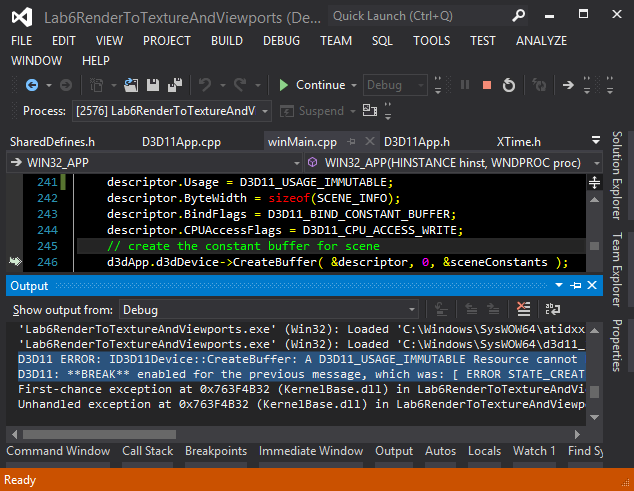 Lab6RenderToTextureAndViewports (De...
Quick Launch (Ctrl+Q)
FILE EDIT VIEW PROJECT BUILD DEBUG TEAM SQL TOOLS TEST ANALYZE
WINDOW HELP
Continue Debug
Process: [2576] Lab6RenderToTextureAndV Suspend
SharedDefines.h D3D11App.cpp winMain.cpp D3D11App.h XTime.h
WIN32_APP WIN32_APP(HINSTANCE hinst, WNDPROC proc)
241 descriptor.Usage = D3D11_USAGE_IMMUTABLE;
242 descriptor.ByteWidth = sizeof(SCENE_INFO);
243 descriptor.BindFlags = D3D11_BIND_CONSTANT_BUFFER;
244 descriptor.CPUAccessFlags = D3D11_CPU_ACCESS_WRITE;
245 // create the constant buffer for scene
246 d3dApp.d3dDevice->CreateBuffer( &descriptor, 0, &sceneConstants );
Output
Show output from: Debug
'Lab6RenderToTextureAndViewports.exe' (Win32): Loaded 'C:\Windows\SysWOW64\atidxx
'Lab6RenderToTextureAndViewports.exe' (Win32): Loaded 'C:\Windows\SysWOW64\d3d11_
D3D11 ERROR: ID3D11Device::CreateBuffer: A D3D11_USAGE_IMMUTABLE Resource cannot
D3D11: **BREAK** enabled for the previous message, which was: [ ERROR STATE_CREAT
First-chance exception at 0x763F4B32 (KernelBase.dll) in Lab6RenderToTextureAndVi
Unhandled exception at 0x763F4B32 (KernelBase.dll) in Lab6RenderToTextureAndViewp
Command Window Call Stack Breakpoints Immediate Window Output Autos Locals Watch 1 Find Sy
Ready
Solution Explorer
Team Explorer
Properties